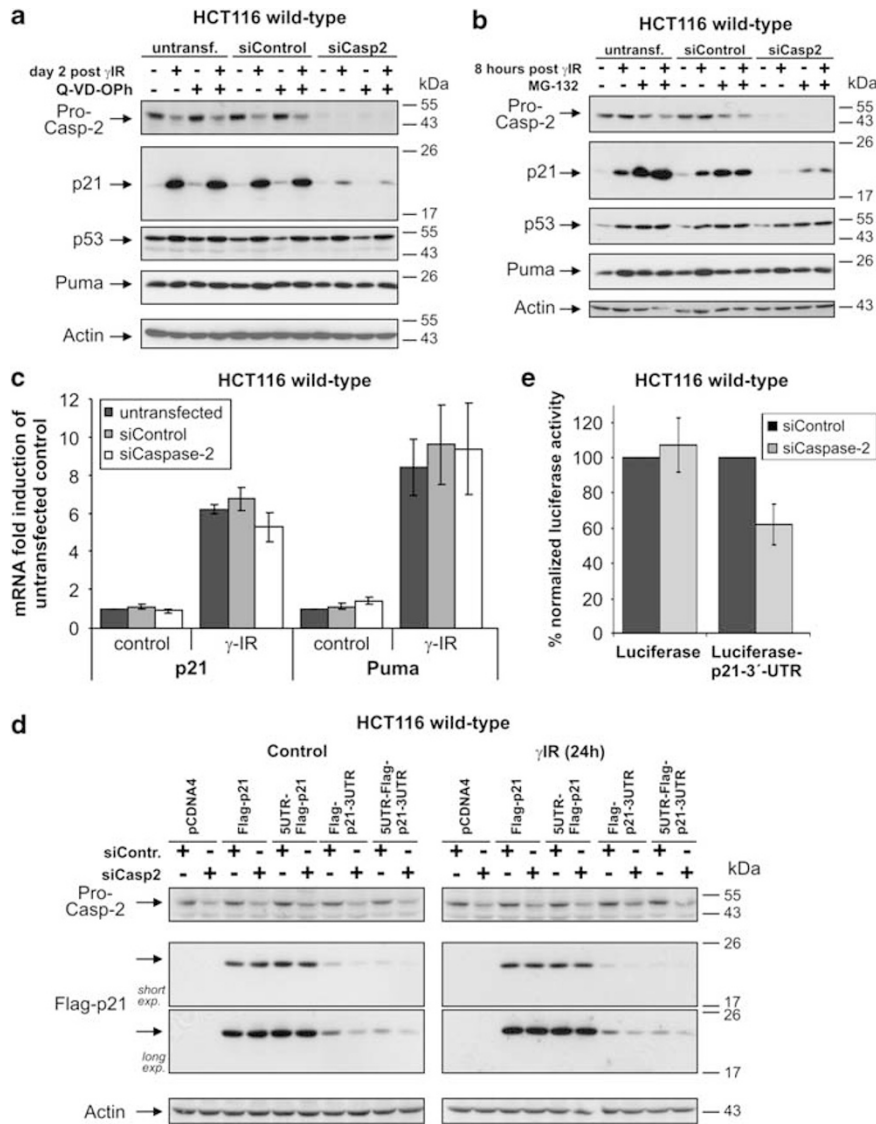 a
HCT116 wild-type
untransf. siControl siCasp2
day 2 post γIR - + - + - + - + - + - +
Q-VD-OPh - - + + - - + + - - + +
kDa
Pro-Casp-2
55
43
p21
26
17
p53
55
43
Puma
26
17
Actin
55
43
b
HCT116 wild-type
untransf. siControl siCasp2
8 hours post γIR - + - + - + - + - + - +
MG-132 - - + + - - + + - - + +
kDa
Pro-Casp-2
55
43
p21
26
17
p53
55
43
Puma
26
17
Actin
43
c
HCT116 wild-type
mRNA fold induction of
untransfected control
12
10
8
6
4
2
0
untransfected
siControl
siCaspase-2
control γ-IR control γ-IR
p21 Puma
e
HCT116 wild-type
% normalized luciferase activity
120
100
80
60
40
20
0
siControl
siCaspase-2
Luciferase Luciferase-
p21-3´-UTR
d
HCT116 wild-type
Control γIR (24h)
pCDNA4
Flag-p21
5UTR-
Flag-p21
Flag-
p21-3UTR
5UTR-Flag-
p21-3UTR
pCDNA4
Flag-p21
5UTR-
Flag-p21
Flag-
p21-3UTR
5UTR-Flag-
p21-3UTR
siContr. + - + - + - + - + - + - + - + - + - + -
siCasp2 - + - + - + - + - + - + - + - + - + - +
kDa
Pro-
Casp-2
55
43
Flag-p21
short
exp.
26
17
long
exp.
26
17
Actin
43